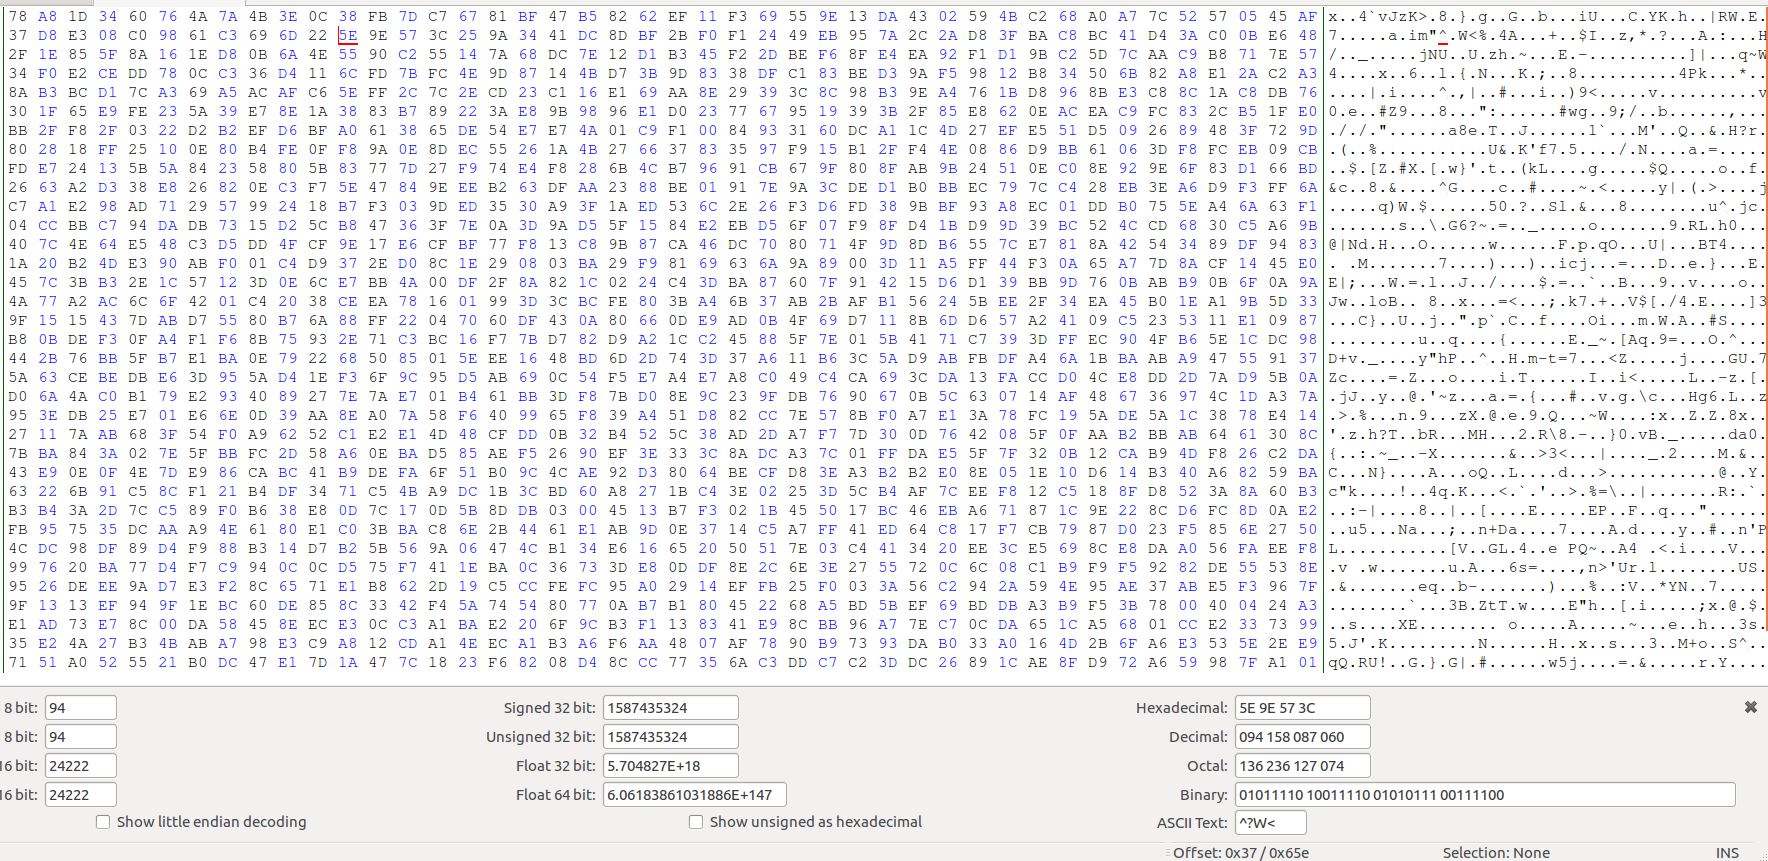 78 A8 1D 34 60 76 4A 7A 4B 3E 0C 38 FB 7D C7 67 81 BF 47 B5 82 62 EF 11 F3 69 55 9E 13 DA 43 02 59 4B C2 68 A0 A7 7C 52 57 05 45 AF x..4`vJzK>.8.}.g..G..b...iU...C.YK.h..|RW.E.
37 D8 E3 08 C0 98 61 C3 69 6D 22 5E 9E 57 3C 25 9A 34 41 DC 8D BF 2B F0 F1 24 49 EB 95 7A 2C 2A D8 3F BA C8 BC 41 D4 3A C0 0B E6 48 7.....a.im"^.W<%.4A...+..$I..z,*.?...A.:...H
2F 1E 85 5F 8A 16 1E D8 0B 6A 4E 55 90 C2 55 14 7A 68 DC 7E 12 D1 B3 45 F2 2D BE F6 8F E4 EA 92 F1 D1 9B C2 5D 7C AA C9 B8 71 7E 57 /.._.....jNU..U.zh.~...E.-........]|...q~W
34 F0 E2 CE DD 78 0C C3 36 D4 11 6C FD 7B FC 4E 9D 87 14 4B D7 3B 9D 83 38 DF C1 83 BE D3 9A F5 98 12 B8 34 50 6B 82 A8 E1 2A C2 A3 4....x..6..l.{.N...K.;..8..........4Pk...*..
8A B3 BC D1 7C A3 69 A5 AC AF C6 5E FF 2C 7C 2E CD 23 C1 16 E1 69 AA 8E 29 39 3C 8C 98 B3 9E A4 76 1B D8 96 8B E3 C8 8C 1A C8 DB 76 ....|.i....^.,|..#...i..)9<.....v..........v
30 1F 65 E9 FE 23 5A 39 E7 8E 1A 38 83 B7 89 22 3A E8 9B 98 96 E1 D0 23 77 67 95 19 39 3B 2F 85 E8 62 0E AC EA C9 FC 83 2C B5 1F E0 0.e..#Z9...8...":......#wg..9;/..b......,...
BB 2F F8 2F 03 22 D2 B2 EF D6 BF A0 61 38 65 DE 54 E7 E7 4A 01 C9 F1 00 84 93 31 60 DC A1 1C 4D 27 EF E5 51 D5 09 26 89 48 3F 72 9D ././."......a8e.T..J......1`...M'..Q..&.H?r.
80 28 18 FF 25 10 0E 80 B4 FE 0F F8 9A 0E 8D EC 55 26 1A 4B 27 66 37 83 35 97 F9 15 B1 2F F4 4E 08 86 D9 BB 61 06 3D F8 FC EB 09 CB .(..%...........U&.K'f7.5..../.N....a.=.....
FD E7 24 13 5B 5A 84 23 58 80 5B 83 77 7D 27 F9 74 E4 F8 28 6B 4C B7 96 91 CB 67 9F 80 8F AB 9B 24 51 0E C0 8E 92 9E 6F 83 D1 66 BD ..$.[Z.#X.[.w}'.t..(kL....g.....$Q.....o..f.
26 63 A2 D3 38 E8 26 82 0E C3 F7 5E 47 84 9E EE B2 63 DF AA 23 88 BE 01 91 7E 9A 3C DE D1 B0 BB EC 79 7C C4 28 EB 3E A6 D9 F3 FF 6A &c..8.&....^G....c..#....~.<.....y|.(.>....j
C7 A1 E2 98 AD 71 29 57 99 24 18 B7 F3 03 9D ED 35 30 A9 3F 1A ED 53 6C 2E 26 F3 D6 FD 38 9B BF 93 A8 EC 01 DD B0 75 5E A4 6A 63 F1 .....q)W.$......50.?..Sl.&...8........u^.jc.
04 CC BB C7 94 DA DB 73 15 D2 5C B8 47 36 3F 7E 0A 3D 9A D5 5F 15 84 E2 EB D5 6F 07 F9 8F D4 1B D9 9D 39 BC 52 4C CD 68 30 C5 A6 9B .......s..\.G6?~.=.._.....o.......9.RL.h0...
40 7C 4E 64 E5 48 C3 D5 DD 4F CF 9E 17 E6 CF BF 77 F8 13 C8 9B 87 CA 46 DC 70 80 71 4F 9D 8D B6 55 7C E7 81 8A 42 54 34 89 DF 94 83 @|Nd.H...O......w......F.p.qO...U|...BT4....
1A 20 B2 4D E3 90 AB F0 01 C4 D9 37 2E D0 8C 1E 29 08 03 BA 29 F9 81 69 63 6A 9A 89 00 3D 11 A5 FF 44 F3 0A 65 A7 7D 8A CF 14 45 E0 . .M.......7....)...)..icj...=...D..e.}...E.
45 7C 3B B3 2E 1C 57 12 3D 0E 6C CE B7 BB 4A 00 DF 2F 8A 82 1C 02 24 C4 3D BA 87 60 7F 91 42 15 D6 D1 39 BB 9D 76 0B AB B9 0B 6F 0A 9A
4A 77 A2 AC 6C 6F 42 01 C4 20 38 CE EA 78 16 01 99 3D 3C BC FE 80 3B A4 6B 37 AB 2B AF B1 56 24 5B EE 2F 34 EA 45 B0 1E A1 9B 5D 33 Jw..loB.. 8..x...=<...;.k7.+..V$[./4.E....]3
9F 15 15 43 7D AB D7 55 80 B7 6A 88 FF 22 04 70 60 DF 43 0A 80 66 0D E9 AD 0B 4F 69 D7 11 8B 6D D6 57 A2 41 09 C5 23 53 11 E1 09 87 ...C}..U..j..".p`.C..f....Oi...m.W.A..#S....
B8 0B DE F3 0F A4 F1 F6 8B 75 93 2E 71 C3 BC 16 F7 7B D7 82 D9 A2 1C C2 45 88 5F 7E 01 5B 41 71 C7 39 3D FF EC 90 4F B6 5E 1C DC 98 .........u..q....{......E._~.[Aq.9=...O.^...
44 2B 76 BB 5F B7 E1 BA 0E 79 22 68 50 85 01 5E EE 16 48 BD 6D 2D 74 3D 37 A6 11 B6 3C 5A D9 AB FB DF A4 6A 1B BA AB A9 47 55 91 37 D+v._....y"hP..^..H.m-t=7...<Z.....j....GU.7
5A 63 CE BE DB E6 3D 95 5A D4 1E F3 6F 9C 95 D5 AB 69 0C 54 F5 E7 A4 E7 A8 C0 49 C4 CA 69 3C DA 13 FA CC D0 4C E8 DD 2D 7A D9 5B 0A Zc....=.Z...o....i.T......I..i<.....L..-z.[.
D6 6A 4A C0 B1 79 E2 93 40 89 27 7E 7A AE E7 01 B4 61 BB 3D F8 7B D0 8E 9C 23 9F DB 76 90 67 0B 5C 63 07 14 AF 48 67 36 97 4C 1D A3 7A
95 3E DB 25 E7 01 E6 6E 0D 39 AA 8E A0 7A 58 F6 40 99 65 F8 39 A4 51 D8 82 CC 7E 57 8B F0 A7 E1 3A 78 FC 19 5A DE 5A 1C 38 78 E4 14 .>.%...n.9...zX.@.e.9.Q...~W....:x..Z.Z.8x..
27 11 7A AB 68 3F 54 F0 A9 62 52 C1 E2 E1 4D 48 CF DD 0B 32 B4 52 5C 38 AD 2D A7 F7 7D 30 0D 76 42 08 5F 0F AA B2 BB AB 64 61 30 8C '.z.h?T..bR...MH...2.R\8.-..}0.vB._.....da0.
7B BA 84 3A 02 7E 5F BB FC 2D 58 A6 0E BA D5 85 AE F5 26 90 EF 3E 33 3C 8A DC A3 7C 01 FF DA E5 5F 7F 32 0B 12 CA B9 4D F8 26 C2 DA {..:.~_..-X.......&..>3<...|...._.2....M.&..
43 E9 0E 0F 4E 7D E9 86 CA BC 41 B9 DE FA 6F 51 B0 9C 4C AE 92 D3 80 64 BE CF D8 3E A3 B2 B2 E0 8E 05 1E 10 D6 14 B3 40 A6 82 59 BA C...N}....A...oQ..L....d...>...........@..Y.
63 22 6B 91 C5 8C F1 21 B4 DF 34 71 C5 4B A9 DC 1B 3C BD 60 A8 27 1B C4 3E 02 25 3D 5C B4 AF 7C EE F8 12 C5 18 8F D8 52 3A 8A 60 B3 c"k....!..4q.K...<.`.'..>.%=\..|.......R:.`.
B3 B4 3A 2D 7C C5 89 F0 B6 38 E8 0D 7C 17 0D 5B 8D DB 03 00 45 13 B7 F3 02 1B 45 50 17 BC 46 EB A6 71 87 1C 9E 22 8C D6 FC 8D 0A E2 ..:-|....8..|..[....E.....EP..F..q..."......
FB 95 75 35 DC AA A9 4E 61 80 E1 C0 3B BA C8 6E 2B 44 61 E1 AB 9D 0E 37 14 C5 A7 FF 41 ED 64 C8 17 F7 CB 79 87 D0 23 F5 85 6E 27 50 ..u5...Na...;..n+Da....7....A.d....y..#..n'P
4C DC 98 DF 89 D4 F9 88 B3 14 D7 B2 5B 56 9A 06 47 4C B1 34 E6 16 65 20 50 51 7E 03 C4 41 34 20 EE 3C E5 69 8C E8 DA A0 56 FA EE F8 L...........[V..GL.4..e PQ~..A4 .<.i....V...
99 76 20 BA 77 D4 F7 C9 94 0C 0C D5 75 F7 41 1E BA 0C 36 73 3D E8 0D DF 8E 2C 6E 3E 27 55 72 0C 6C 08 C1 B9 F9 F5 92 82 DE 55 53 8E .v .w.......u.A...6s=....,n>'Ur.l........US.
95 26 DE EE 9A D7 E3 F2 8C 65 71 E1 B8 62 2D 19 C5 CC FE FC 95 A0 29 14 EF FB 25 F0 03 3A 56 C2 94 2A 59 4E 95 AE 37 AB E5 F3 96 7F .&.......eq..b-.......)...%..:V..*YN..7.....
9F 13 13 EF 94 9F 1E BC 60 DE 85 8C 33 42 F4 5A 74 54 80 77 0A B7 B1 80 45 22 68 A5 BD 5B EF 69 BD DB A3 B9 F5 3B 78 00 40 04 24 A3 ........`...3B.ZtT.w....E"h..[.i.....;x.@.$.
E1 AD 73 E7 8C 00 DA 58 45 8E EC E3 0C C3 A1 BA E2 20 6F 9C B3 F1 13 83 41 E9 8C BB 96 A7 7E C7 0C DA 65 1C A5 68 01 CC E2 33 73 99 ..s....XE........ o.....A.....~...e..h...3s.
35 E2 4A 27 B3 4B AB A7 98 E3 C9 A8 12 CD A1 4E EC A1 B3 A6 F6 AA 48 07 AF 78 90 B9 73 93 DA B0 33 A0 16 4D 2B 6F A6 E3 53 5E 2E E9 5.J'.K.........N......H..x..s...3..M+o..S^..
71 51 A0 52 55 21 B0 DC 47 E1 7D 1A 47 7C 18 23 F6 82 08 D4 8C CC 77 35 6A C3 DD C7 C2 3D DC 26 89 1C AE 8F D9 72 A6 59 98 7F A1 01 qQ.RU!..G.}.G|.#......w5j....=.&.....r.Y....
8 bit: 94 Signed 32 bit: 1587435324 Hexadecimal: 5E 9E 57 3C
8 bit: 94 Unsigned 32 bit: 1587435324 Decimal: 094 158 087 060
16 bit: 24222 Float 32 bit: 5.704827E+18 Octal: 136 236 127 074
16 bit: 24222 Float 64 bit: 6.06183861031886E+147 Binary: 01011110 10011110 01010111 00111100
Show little endian decoding Show unsigned as hexadecimal ASCII Text: ^?W<
Offset: 0x37 / 0x65e Selection: None INS